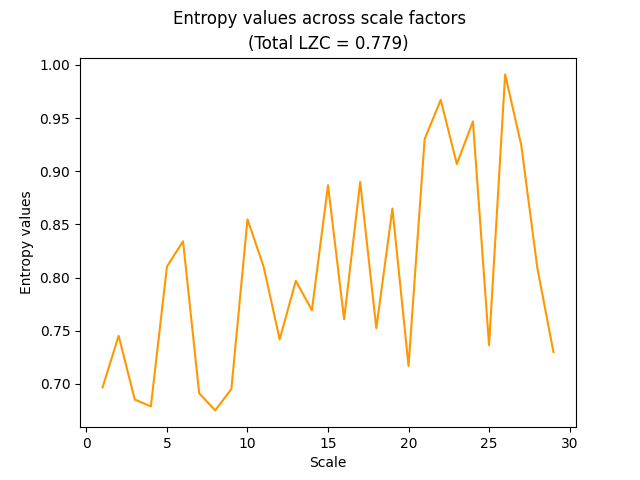 Entropy values across scale factors
(Total LZC = 0.779)
1.00
0.95
0.90
0.85
0.80
0.75
0.70
Entropy values
0 5 10 15 20 25 30
Scale